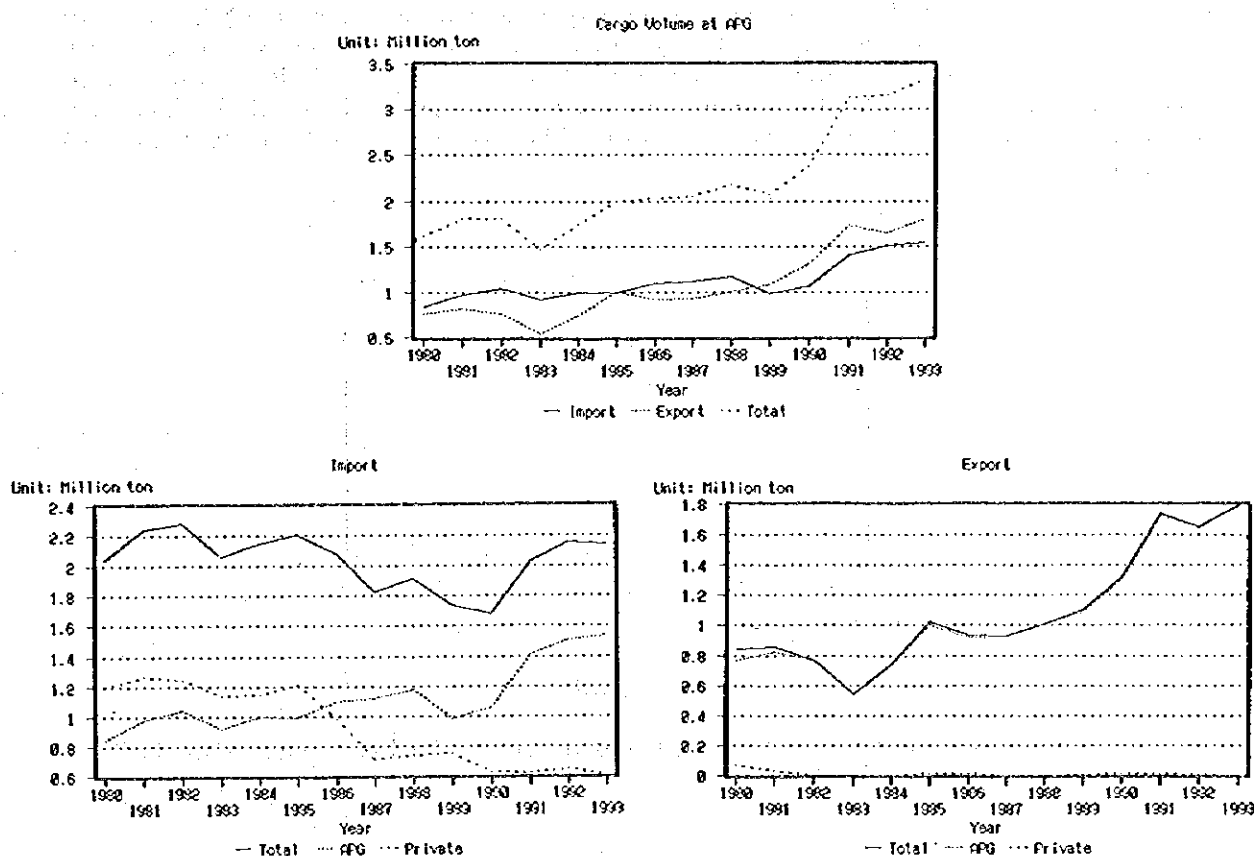 Cargo Volume at APG
Unit: Million ton
3.5
3
2.5
2
1.5
1
0.5
1980 1982 1984 1986 1988 1990 1992
1981 1983 1985 1987 1989 1991 1993
Year
Import Export Total
Import
Unit: Million ton
2.4
2.2
2
1.8
1.6
1.4
1.2
1
0.8
0.6
1980 1982 1984 1986 1988 1990 1992
1981 1983 1985 1987 1989 1991 1993
Year
Total APG Private
Export
Unit: Million ton
1.8
1.6
1.4
1.2
1
0.8
0.6
0.4
0.2
0
1980 1982 1984 1986 1988 1990 1992
1981 1983 1985 1987 1989 1991 1993
Year
Total APG Private